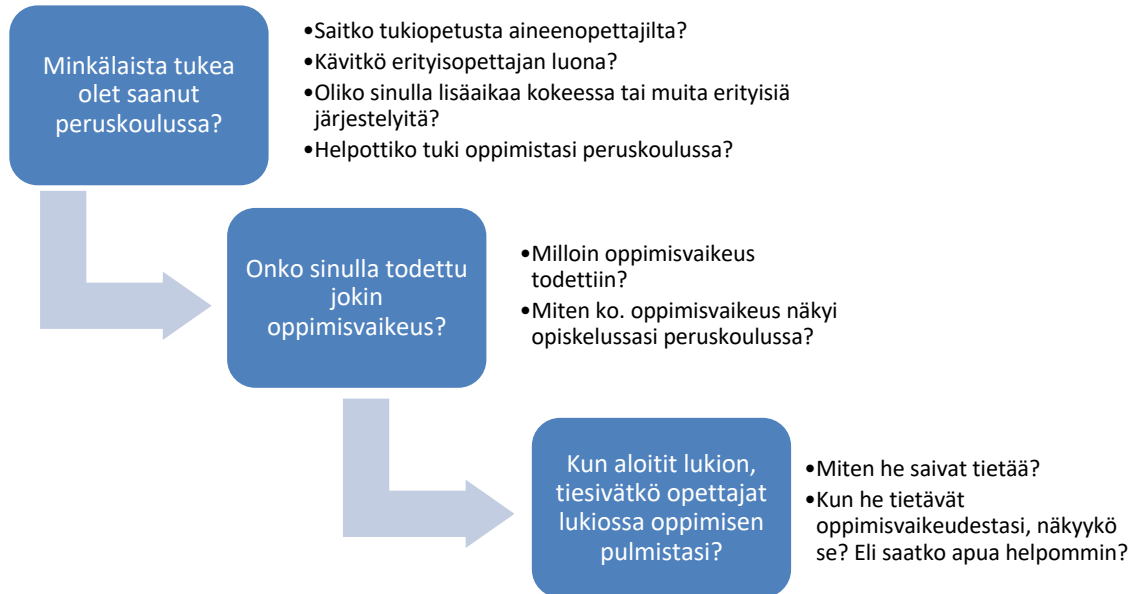 Minkälaista tukea
olet saanut
peruskoulussa?
•Saitko tukiopetusta aineenopettajilta?
•Kävitkö erityisopettajan luona?
•Oliko sinulla lisäaikaa kokeessa tai muita erityisiä
järjestelyitä?
•Helpottiko tuki oppimistasi peruskoulussa?
Onko sinulla todettu
jokin
oppimisvaikeus?
•Milloin oppimisvaikeus
todettiin?
•Miten ko. oppimisvaikeus näkyi
opiskelussasi peruskoulussa?
Kun aloitit lukion,
tiesivätkö opettajat
lukiossa oppimisen
pulmistasi?
•Miten he saivat tietää?
•Kun he tietävät
oppimisvaikeudestasi, näkyykö
se? Eli saatko apua helpommin?